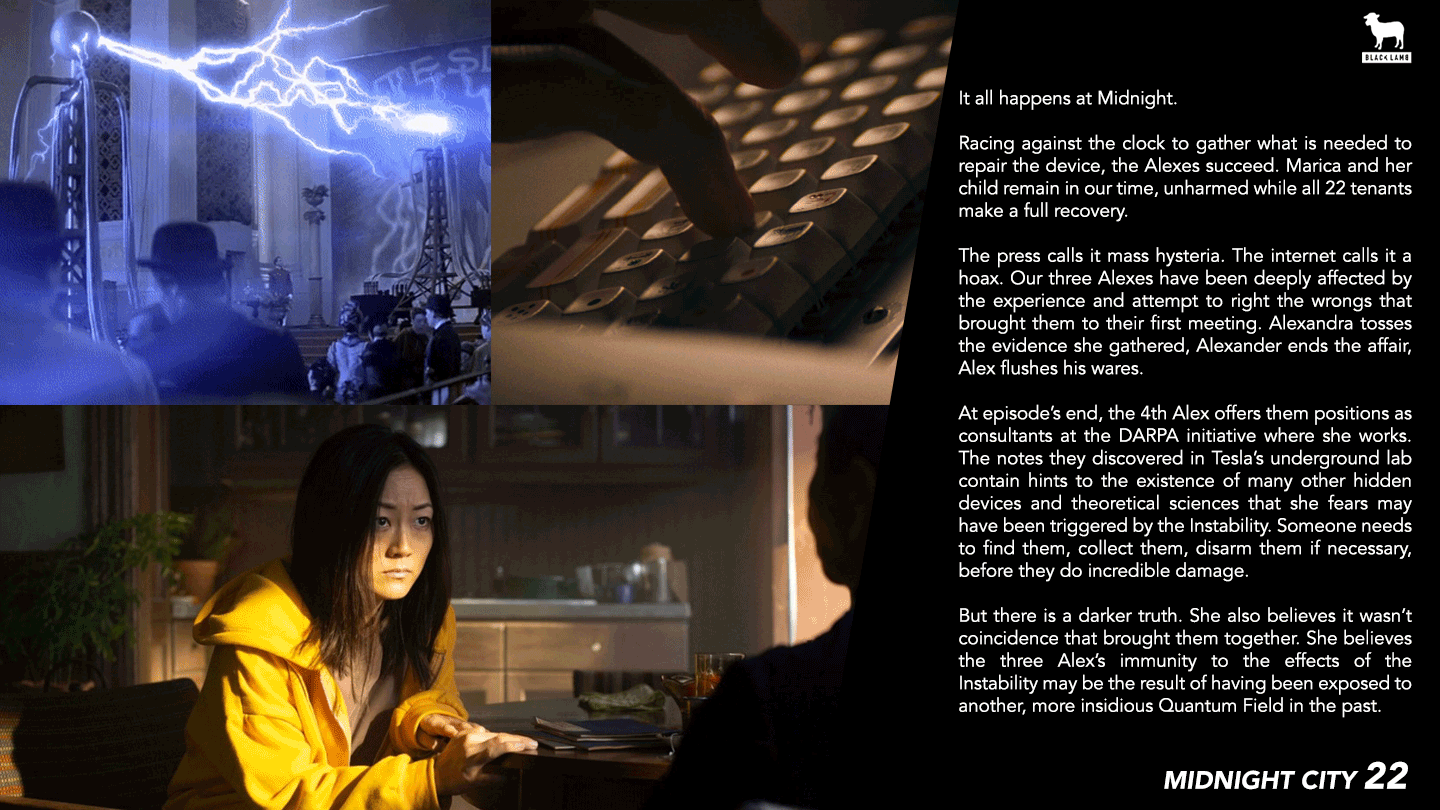 TESL
BLACK LAMB
It all happens at Midnight.
Racing against the clock to gather what is needed to
repair the device, the Alexes succeed. Marica and her
child remain in our time, unharmed while all 22 tenants
make a full recovery.
The press calls it mass hysteria. The internet calls it a
hoax. Our three Alexes have been deeply affected by
the experience and attempt to right the wrongs that
brought them to their first meeting. Alexandra tosses
the evidence she gathered, Alexander ends the affair,
Alex flushes his wares.
At episode’s end, the 4th Alex offers them positions as
consultants at the DARPA initiative where she works.
The notes they discovered in Tesla’s underground lab
contain hints to the existence of many other hidden
devices and theoretical sciences that she fears may
have been triggered by the Instability. Someone needs
to find them, collect them, disarm them if necessary,
before they do incredible damage.
But there is a darker truth. She also believes it wasn’t
coincidence that brought them together. She believes
the three Alex’s immunity to the effects of the
Instability may be the result of having been exposed to
another, more insidious Quantum Field in the past.
MIDNIGHT CITY 22